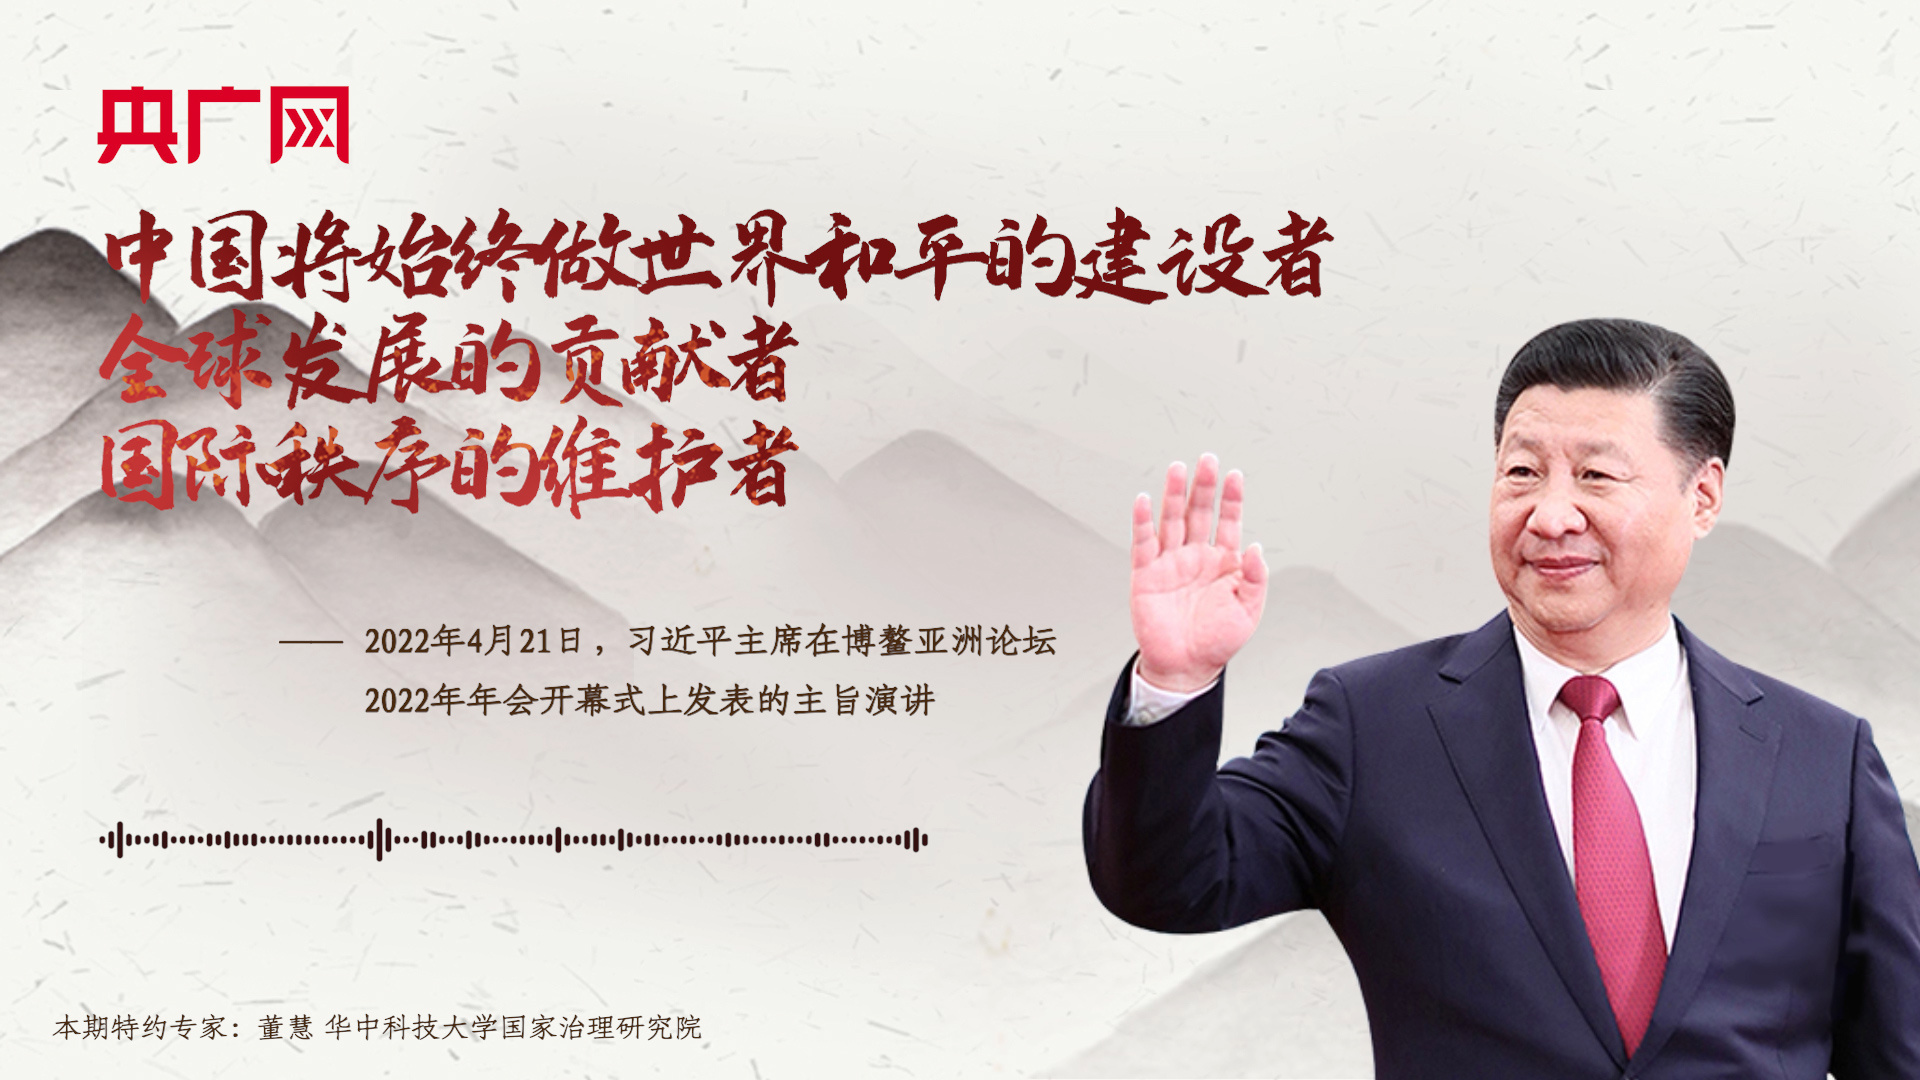 央广网
中国将始终做世界和平的建设者
全球发展的贡献者
国际秩序的维护者
—— 2022年4月21日，习近平主席在博鳌亚洲论坛
2022年年会开幕式上发表的主旨演讲
本期特约专家：董慧 华中科技大学国家治理研究院